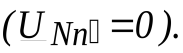 (U_Nn▯ =0).